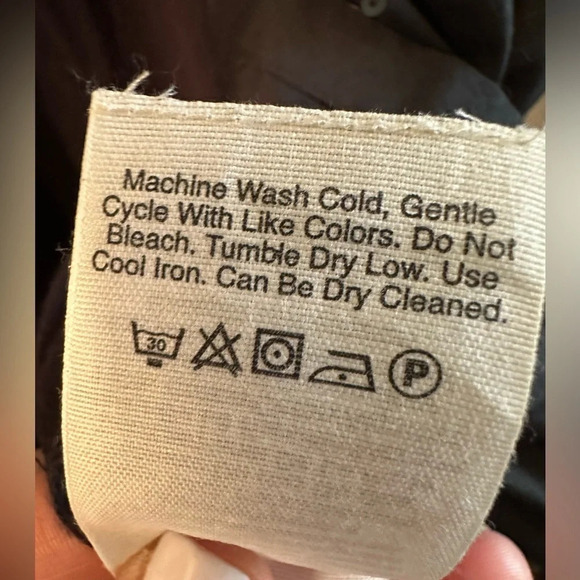 Machine Wash Cold, Gentle
Cycle With Like Colors. Do Not
Bleach. Tumble Dry Low. Use
Cool Iron. Can Be Dry Cleaned.
30 P